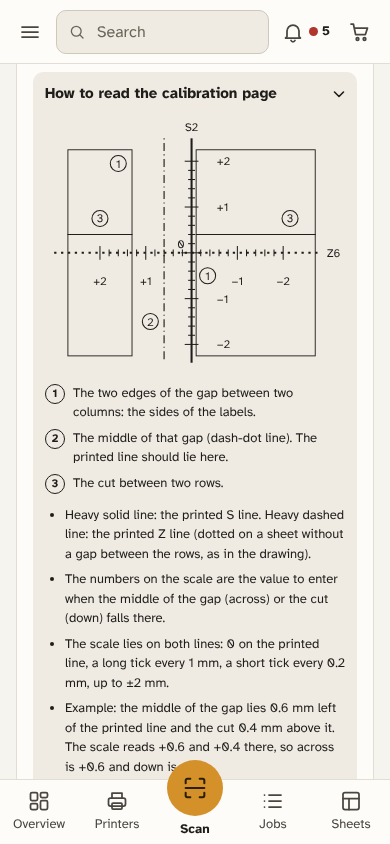 Search
5
How to read the calibration page
S2
1
+2
+1
3
3
0
Z6
+2
+1
1
−1
−2
−1
2
−2
1 The two edges of the gap between two
columns: the sides of the labels.
2 The middle of that gap (dash-dot line). The
printed line should lie here.
3 The cut between two rows.
• Heavy solid line: the printed S line. Heavy dashed
line: the printed Z line (dotted on a sheet without
a gap between the rows, as in the drawing).
• The numbers on the scale are the value to enter
when the middle of the gap (across) or the cut
(down) falls there.
• The scale lies on both lines: 0 on the printed
line, a long tick every 1 mm, a short tick every 0.2
mm, up to ±2 mm.
• Example: the middle of the gap lies 0.6 mm left
of the printed line and the cut 0.4 mm above it.
The scale reads +0.6 and +0.4 there, so across
is +0.6 and down is
Overview
Printers
Scan
Jobs
Sheets